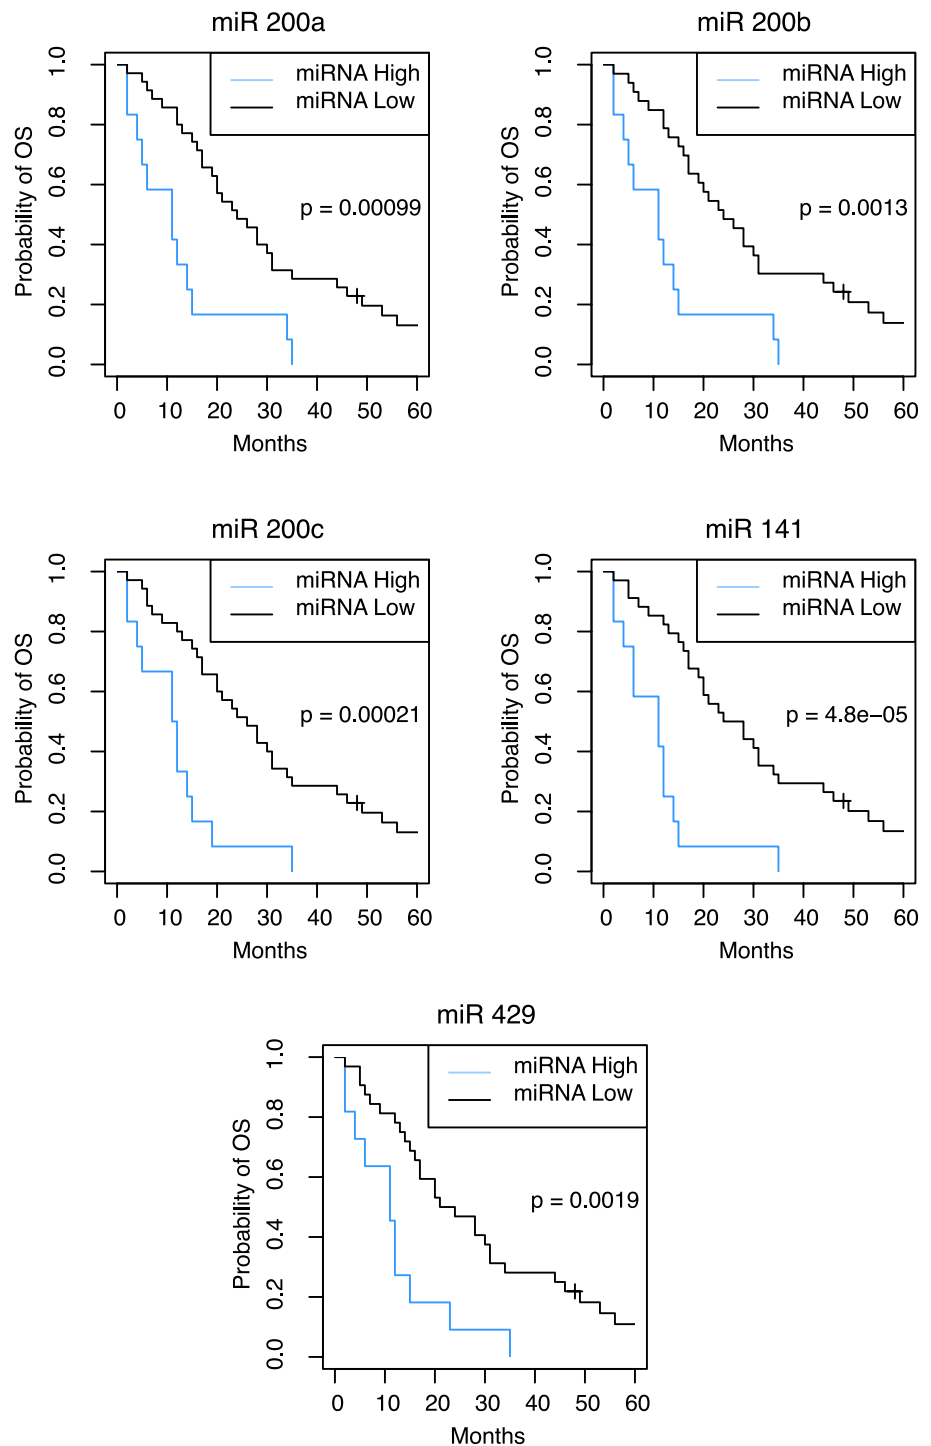 miR 200a
miRNA High
miRNA Low
p = 0.00099
Probability of OS
0.0 0.2 0.4 0.6 0.8 1.0
0 10 20 30 40 50 60
Months
miR 200b
miRNA High
miRNA Low
p = 0.0013
Probability of OS
0.0 0.2 0.4 0.6 0.8 1.0
0 10 20 30 40 50 60
Months
miR 200c
miRNA High
miRNA Low
p = 0.00021
Probability of OS
0.0 0.2 0.4 0.6 0.8 1.0
0 10 20 30 40 50 60
Months
miR 141
miRNA High
miRNA Low
p = 4.8e−05
Probability of OS
0.0 0.2 0.4 0.6 0.8 1.0
0 10 20 30 40 50 60
Months
miR 429
miRNA High
miRNA Low
p = 0.0019
Probability of OS
0.0 0.2 0.4 0.6 0.8 1.0
0 10 20 30 40 50 60
Months